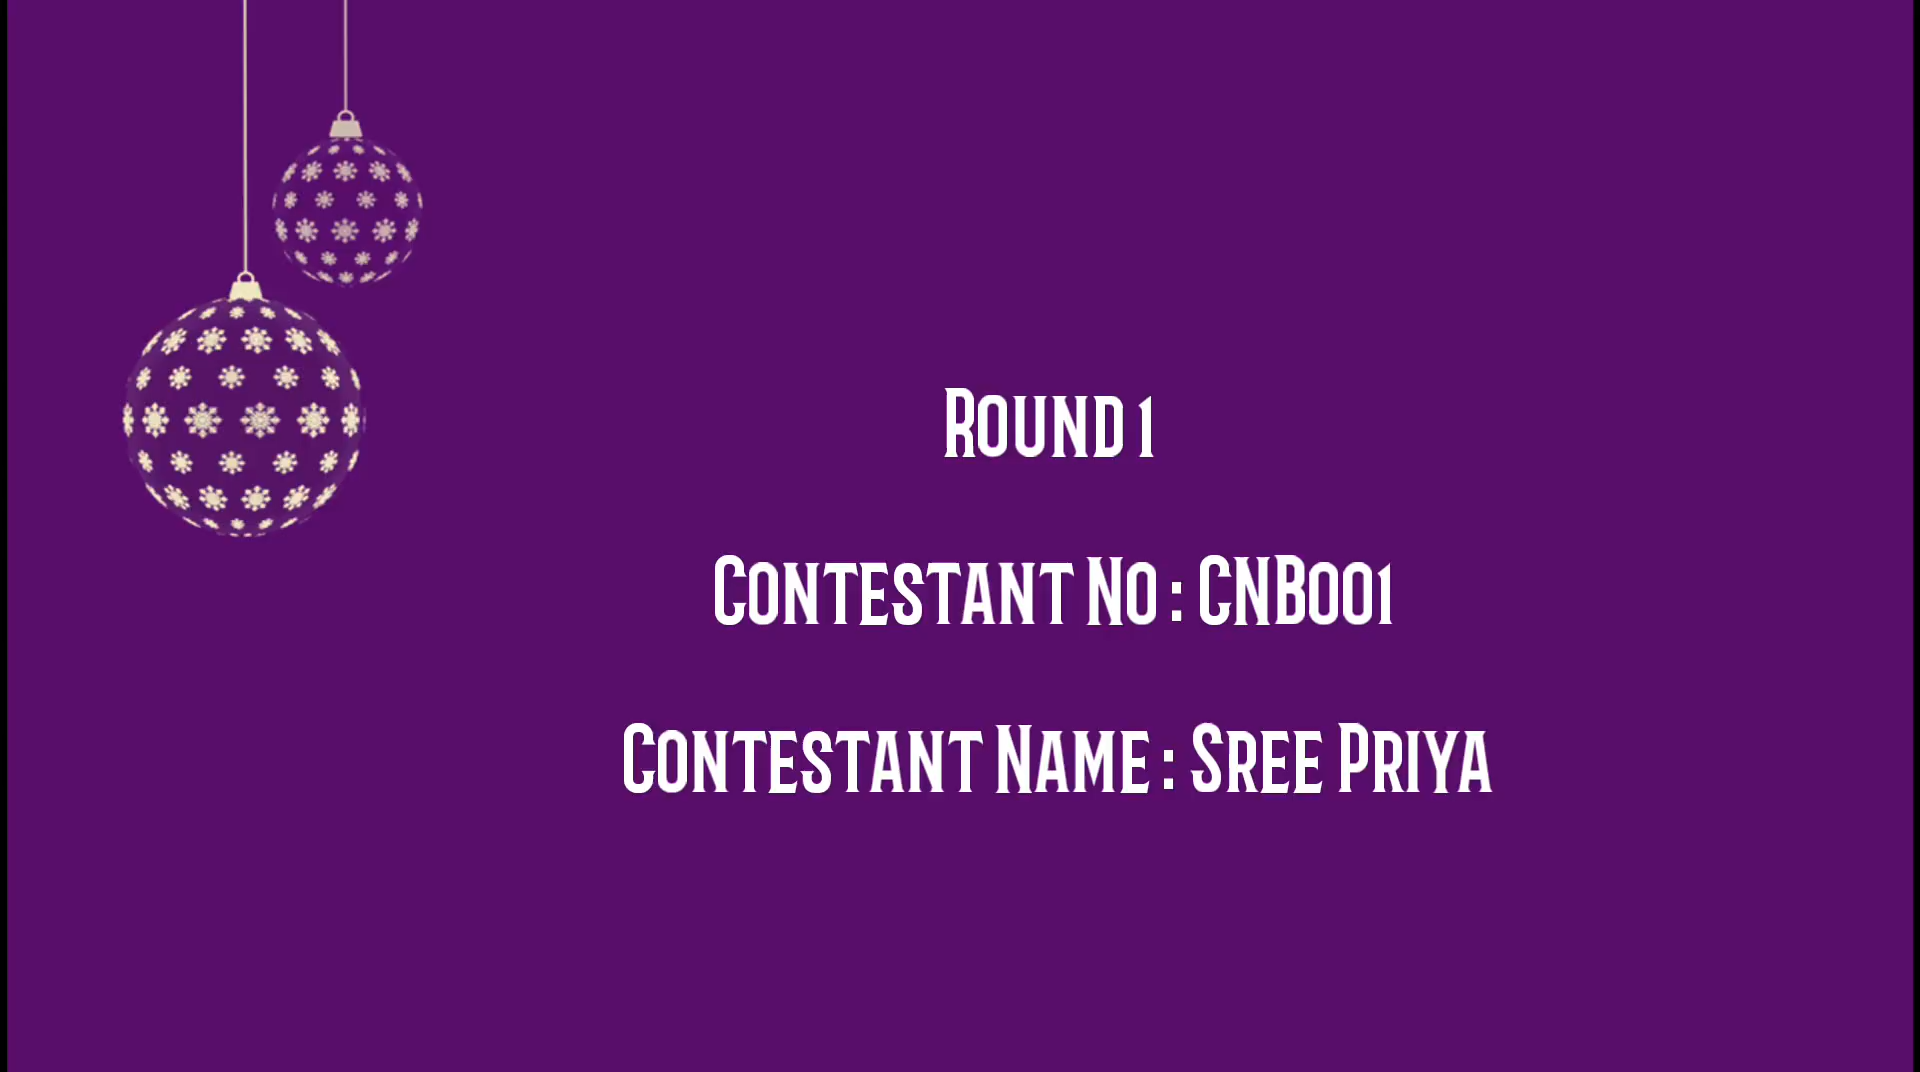 Round 1
Contestant No : CNB001
Contestant Name : Sree Priya